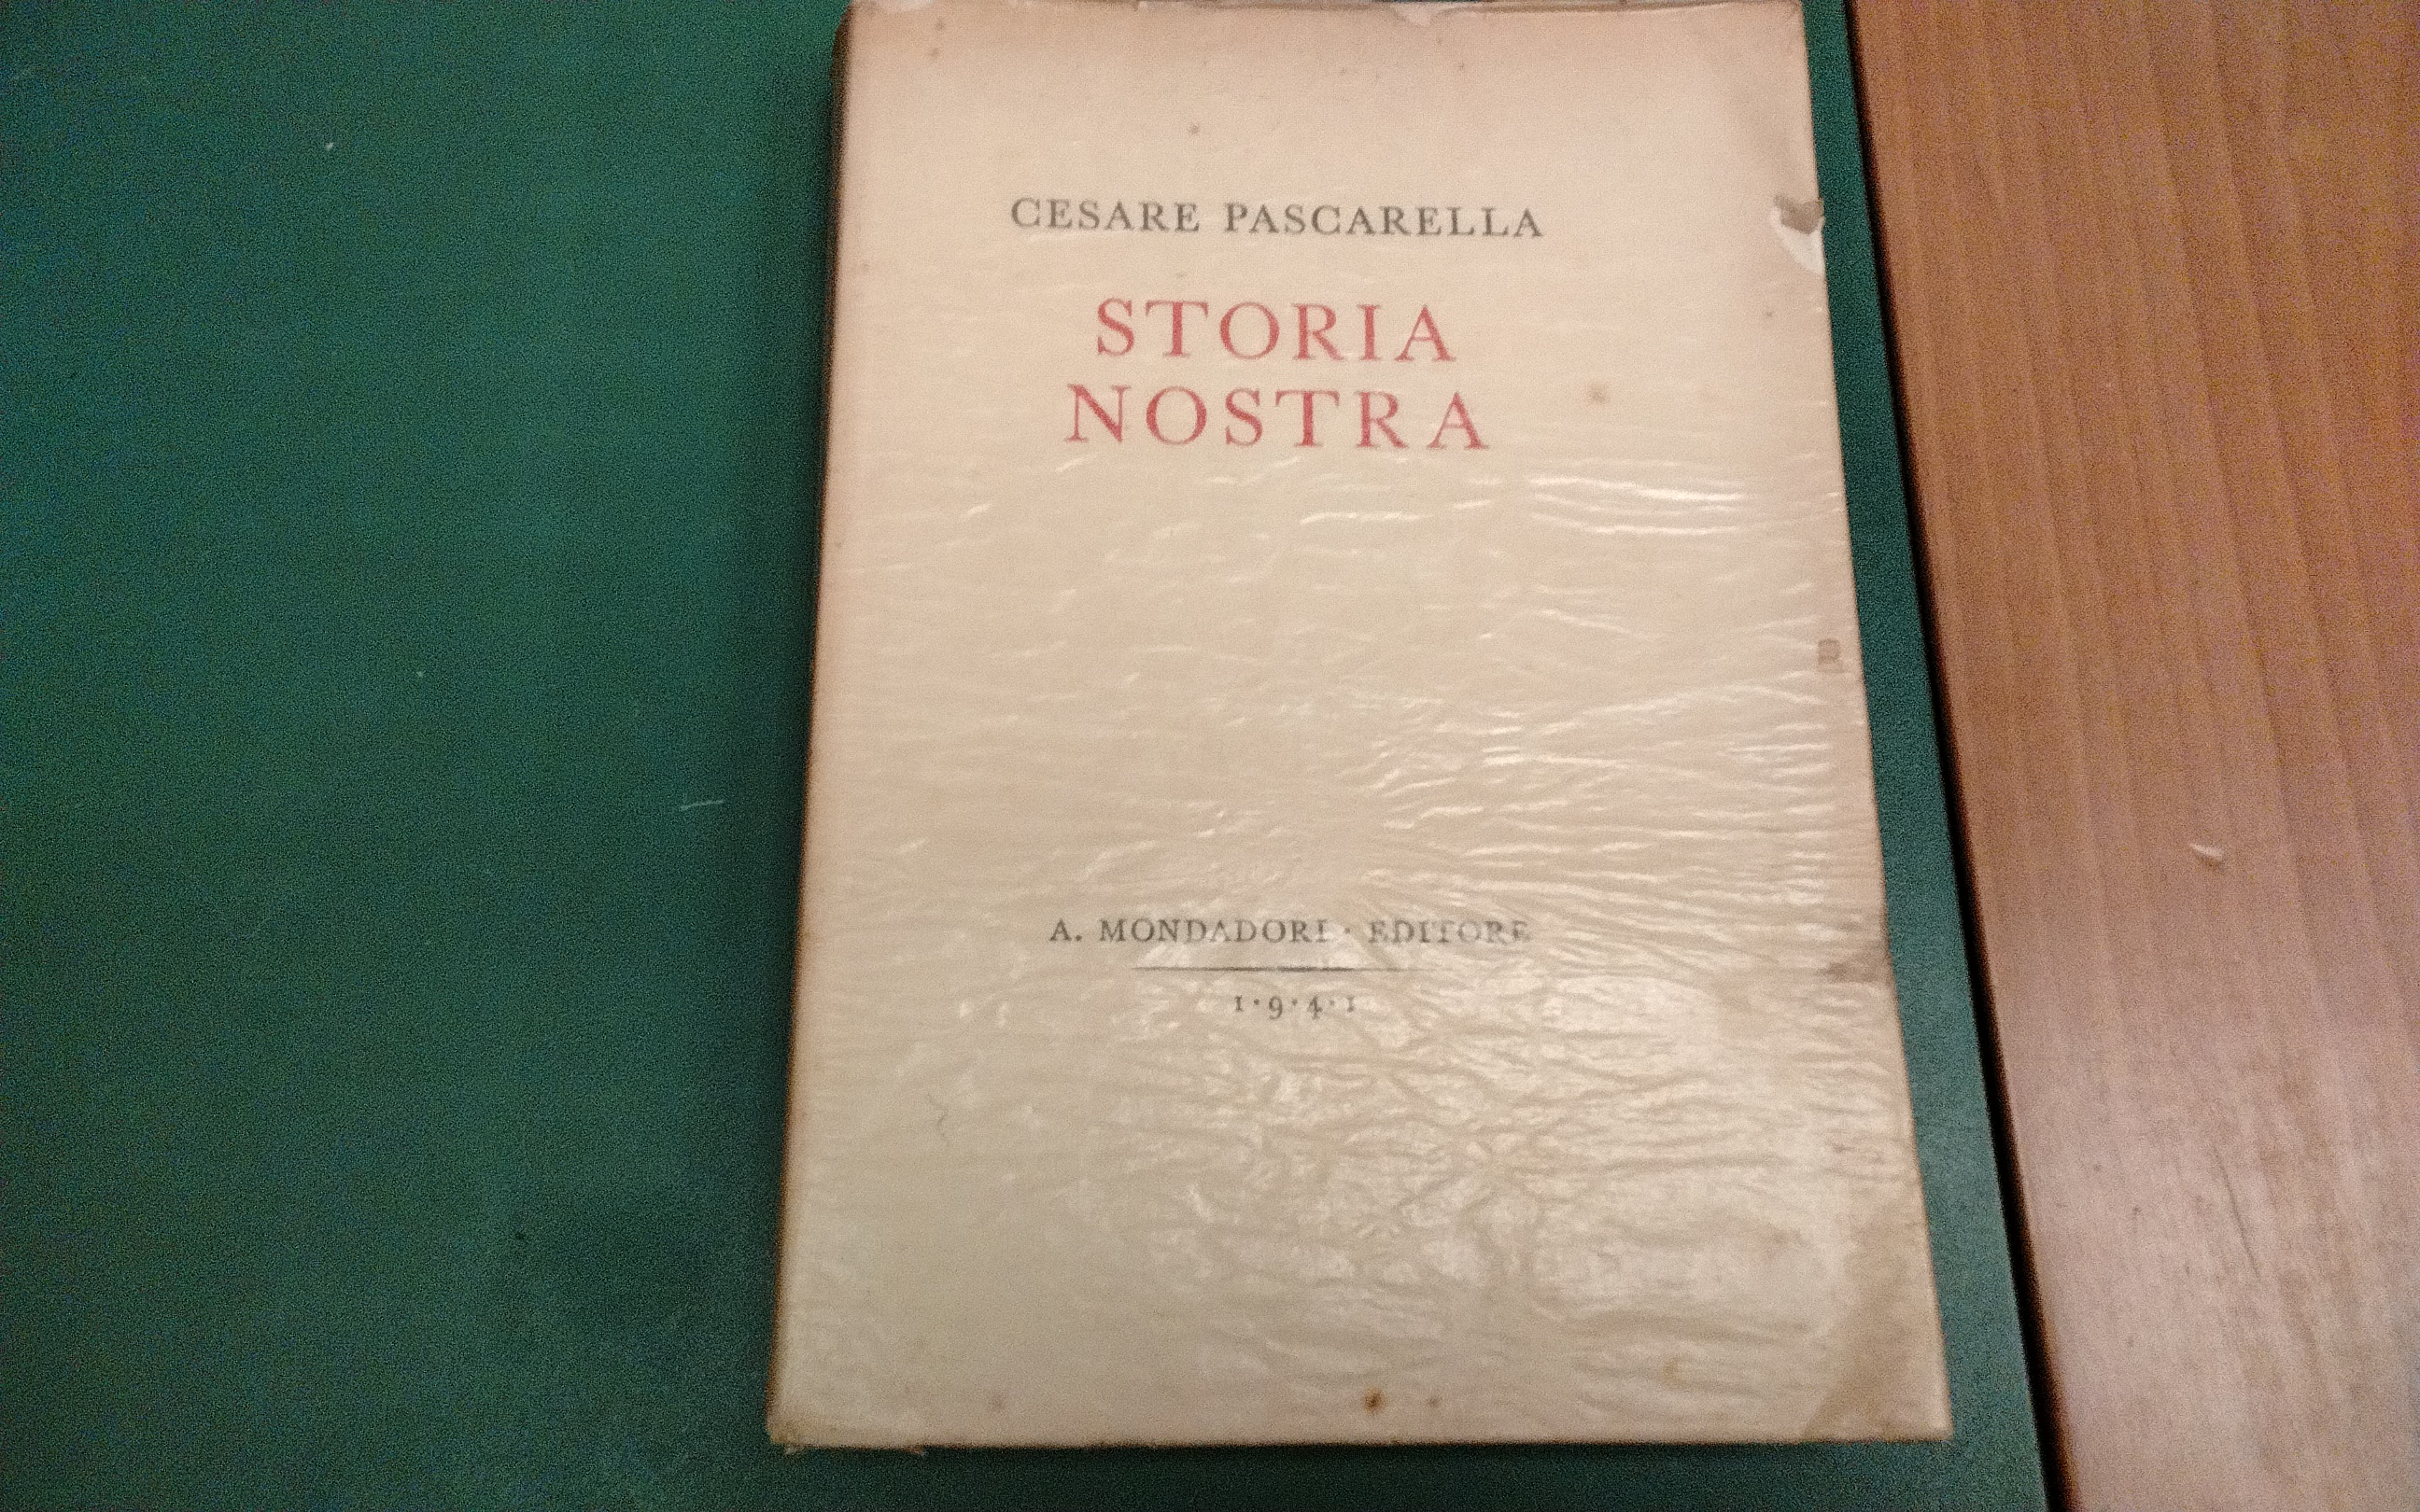 CESARE PASCARELLA
STORIA
NOSTRA
A. MONDADORI · EDITORE
1·9·4·1